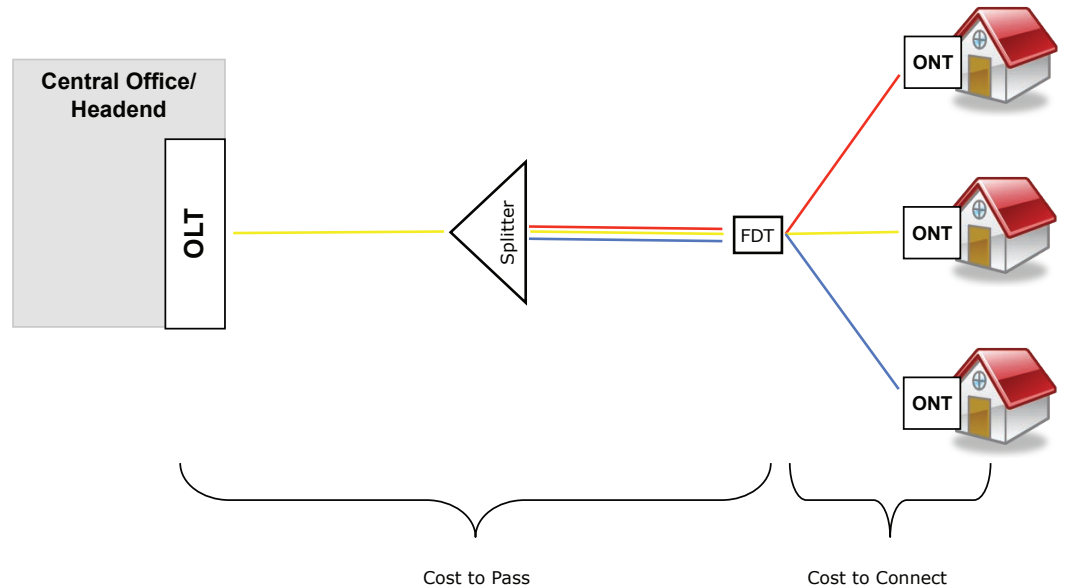 Central Office/
Headend
OLT
Splitter
FDT
ONT
ONT
ONT
Cost to Pass
Cost to Connect